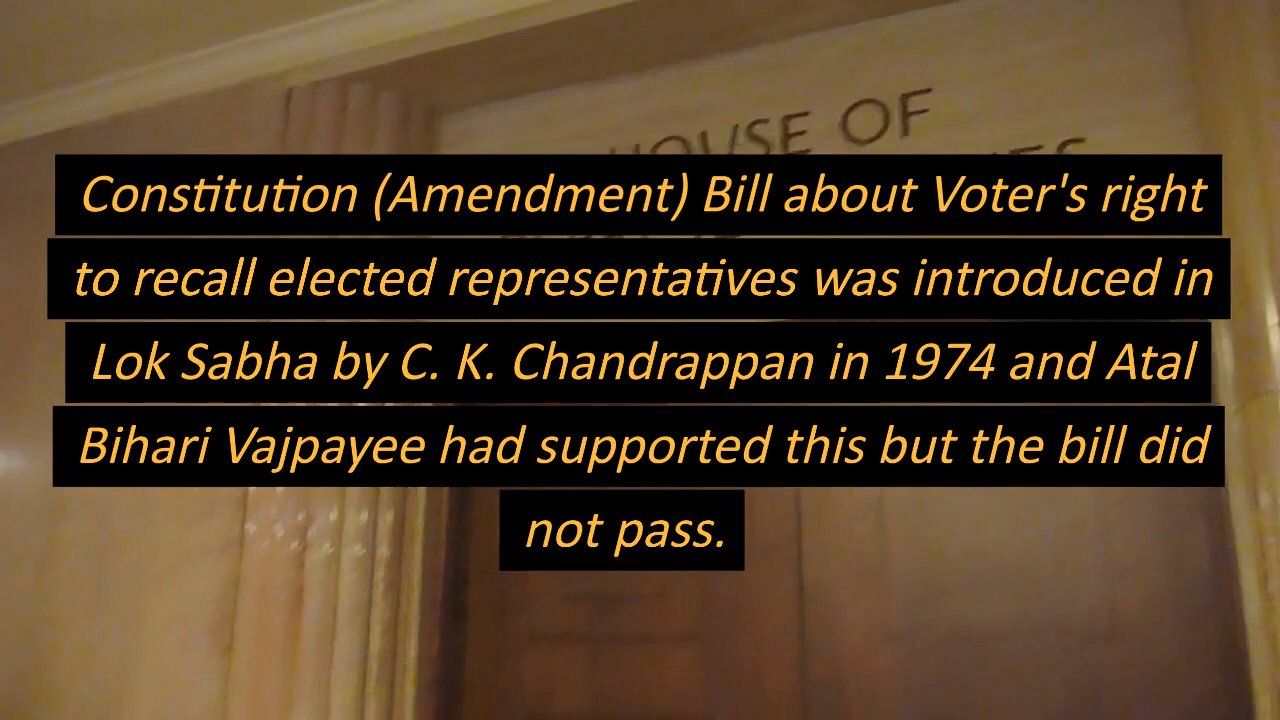 HOUSE OF
Constitution (Amendment) Bill about Voter's right
to recall elected representatives was introduced in
Lok Sabha by C. K. Chandrappan in 1974 and Atal
Bihari Vajpayee had supported this but the bill did
not pass.